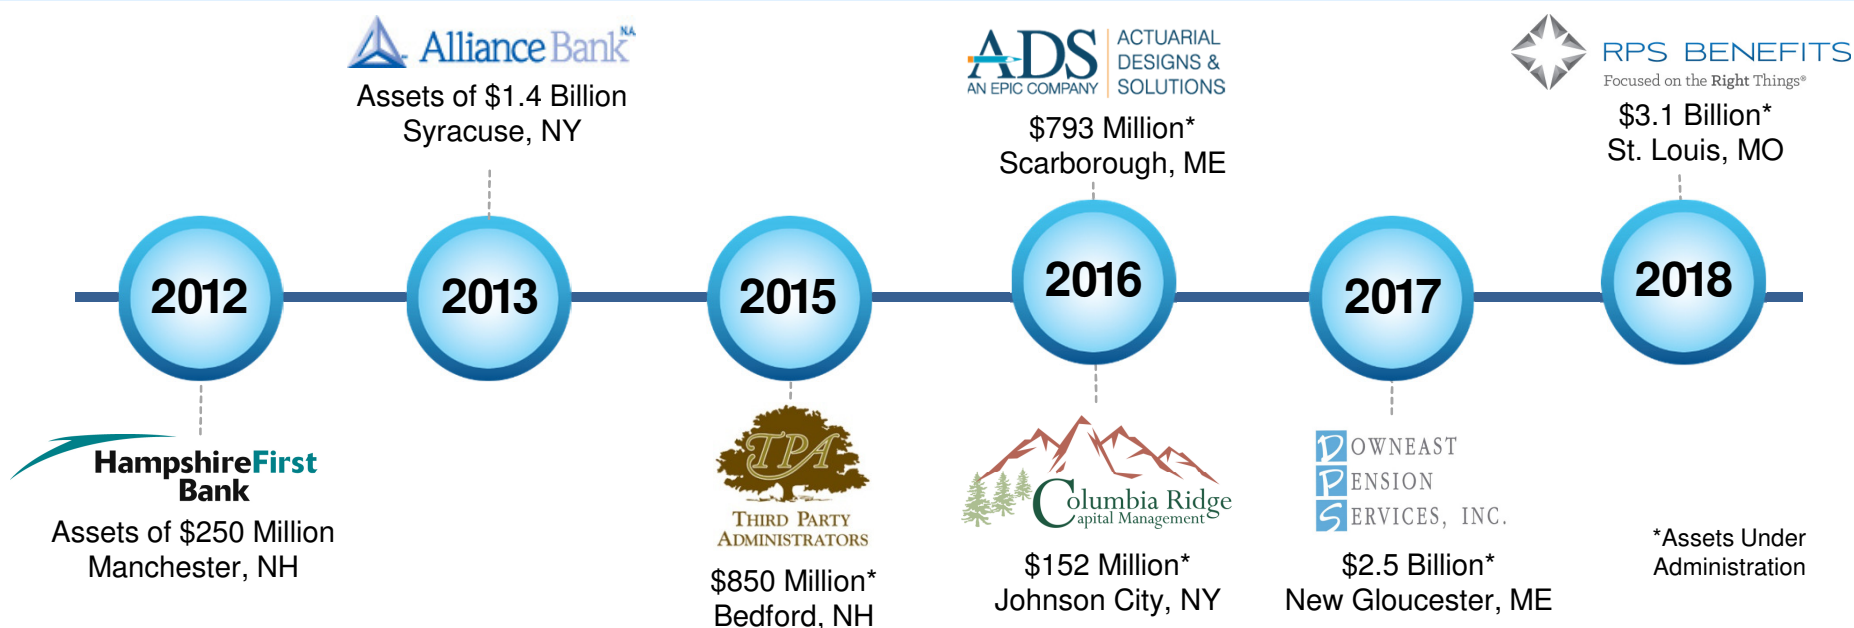 Alliance Bank NA
Assets of $1.4 Billion
Syracuse, NY
ADS
AN EPIC COMPANY
ACTUARIAL
DESIGNS &
SOLUTIONS
$793 Million*
Scarborough, ME
RPS BENEFITS
Focused on the Right Things®
$3.1 Billion*
St. Louis, MO
2012
2013
2015
2016
2017
2018
HampshireFirst
Bank
Assets of $250 Million
Manchester, NH
TPA
THIRD PARTY
ADMINISTRATORS
$850 Million*
Bedford, NH
Columbia Ridge
Capital Management
$152 Million*
Johnson City, NY
DOWNEAST
PENSION
SERVICES, INC.
$2.5 Billion*
New Gloucester, ME
*Assets Under
Administration